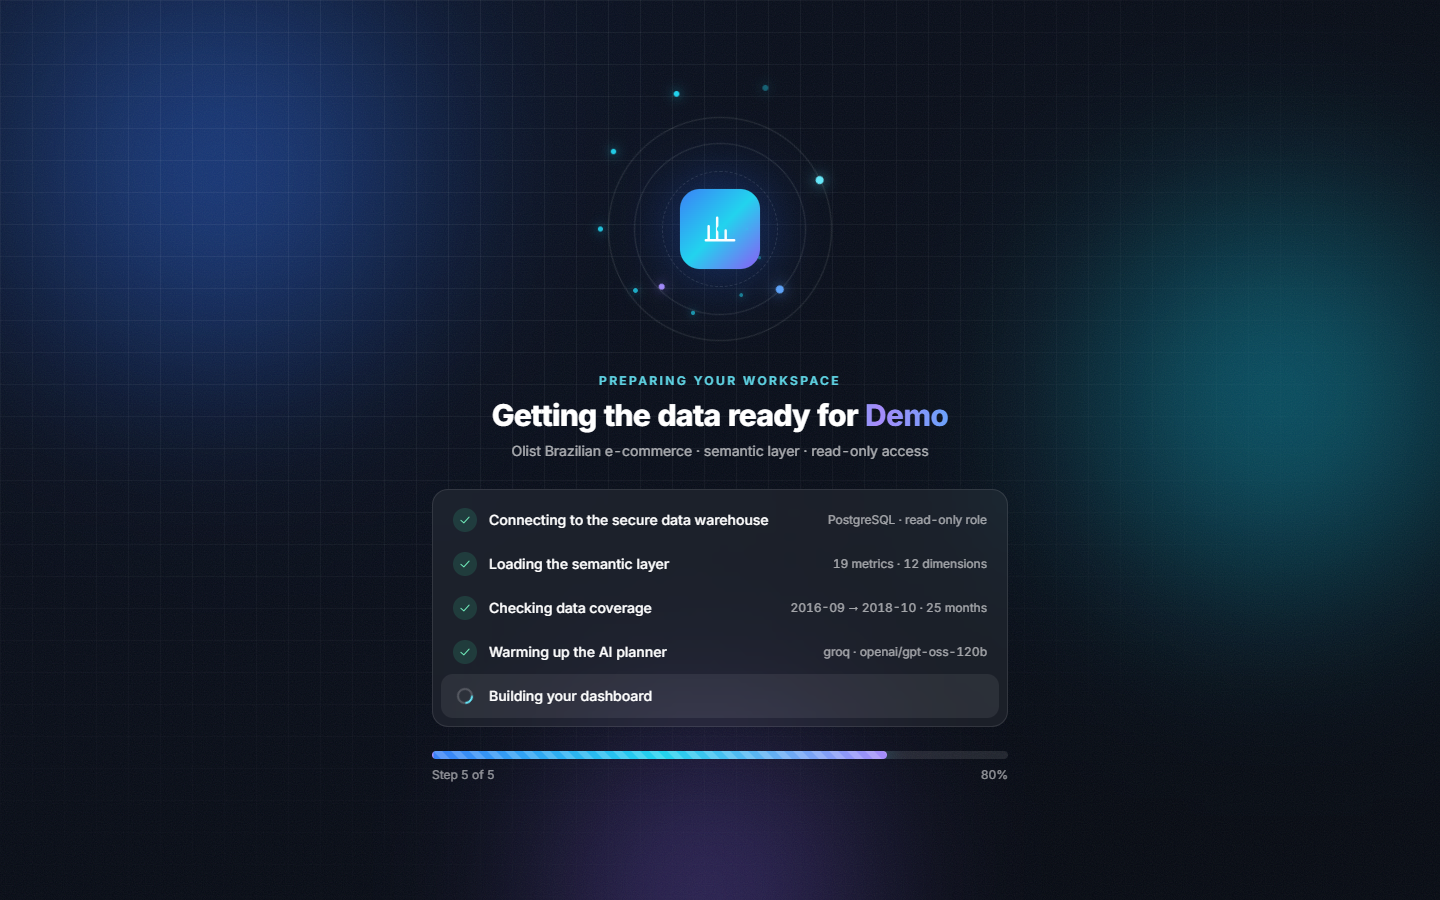 PREPARING YOUR WORKSPACE
Getting the data ready for Demo
Olist Brazilian e-commerce · semantic layer · read-only access
Connecting to the secure data warehouse PostgreSQL · read-only role
Loading the semantic layer 19 metrics · 12 dimensions
Checking data coverage 2016-09 → 2018-10 · 25 months
Warming up the AI planner groq · openai/gpt-oss-120b
Building your dashboard
Step 5 of 5 80%